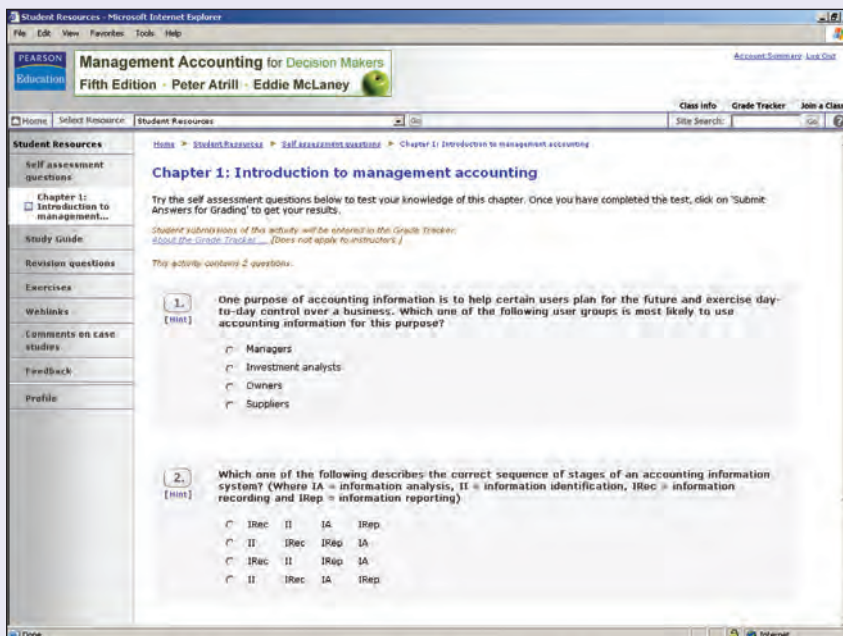 Student Resources - Microsoft Internet Explorer
File Edit View Favorites Tools Help
PEARSON
Education
Management Accounting for Decision Makers
Fifth Edition · Peter Atrill · Eddie McLaney
Account Summary Log Out
Class Info Grade Tracker Join a Class
Home Select Resource: Student Resources Go Site Search: Go
Student Resources
Self assessment
questions
Chapter 1:
Introduction to
management...
Study Guide
Revision questions
Exercises
Weblinks
Comments on case
studies
Feedback
Profile
Home > Student Resources > Self assessment questions > Chapter 1: Introduction to management accounting
Chapter 1: Introduction to management accounting
Try the self assessment questions below to test your knowledge of this chapter. Once you have completed the test, click on 'Submit
Answers for Grading' to get your results.
Student submissions of this activity will be entered in the Grade Tracker.
About the Grade Tracker ... [Does not apply to instructors.]
This activity contains 2 questions.
1. One purpose of accounting information is to help certain users plan for the future and exercise day-
[Hint] to-day control over a business. Which one of the following user groups is most likely to use
accounting information for this purpose?
Managers
Investment analysts
Owners
Suppliers
2. Which one of the following describes the correct sequence of stages of an accounting information
[Hint] system? (Where IA = information analysis, II = information identification, IRec = information
recording and IRep = information reporting)
IRec II IA IRep
II IRec IRep IA
IRec II IRep IA
II IRec IA IRep
Done Internet